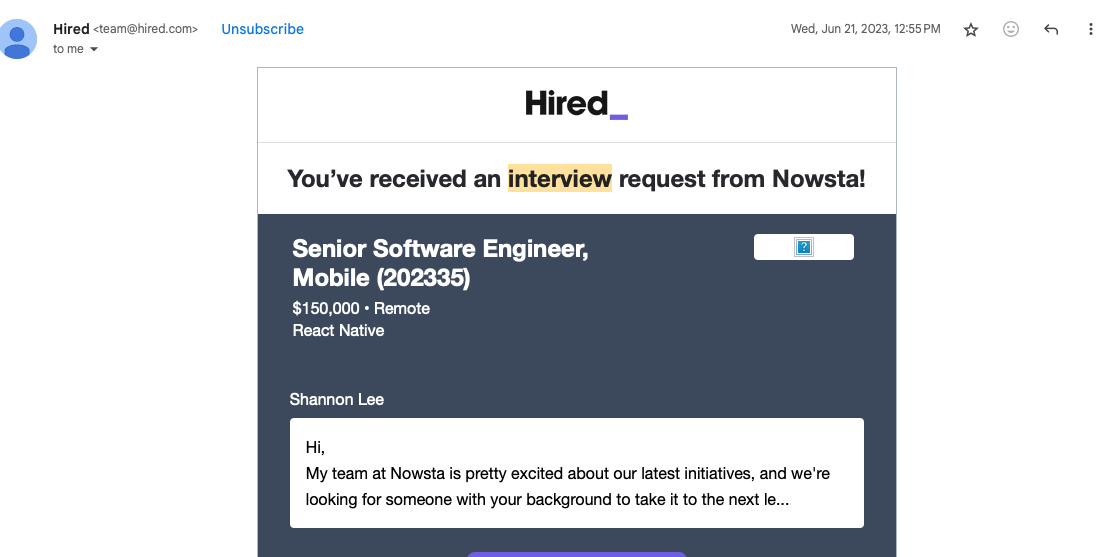 Hired <team@hired.com> Unsubscribe Wed, Jun 21, 2023, 12:55 PM
to me
Hired_
You’ve received an interview request from Nowsta!
Senior Software Engineer,
Mobile (202335)
$150,000 • Remote
React Native
Shannon Lee
Hi,
My team at Nowsta is pretty excited about our latest initiatives, and we're
looking for someone with your background to take it to the next le...